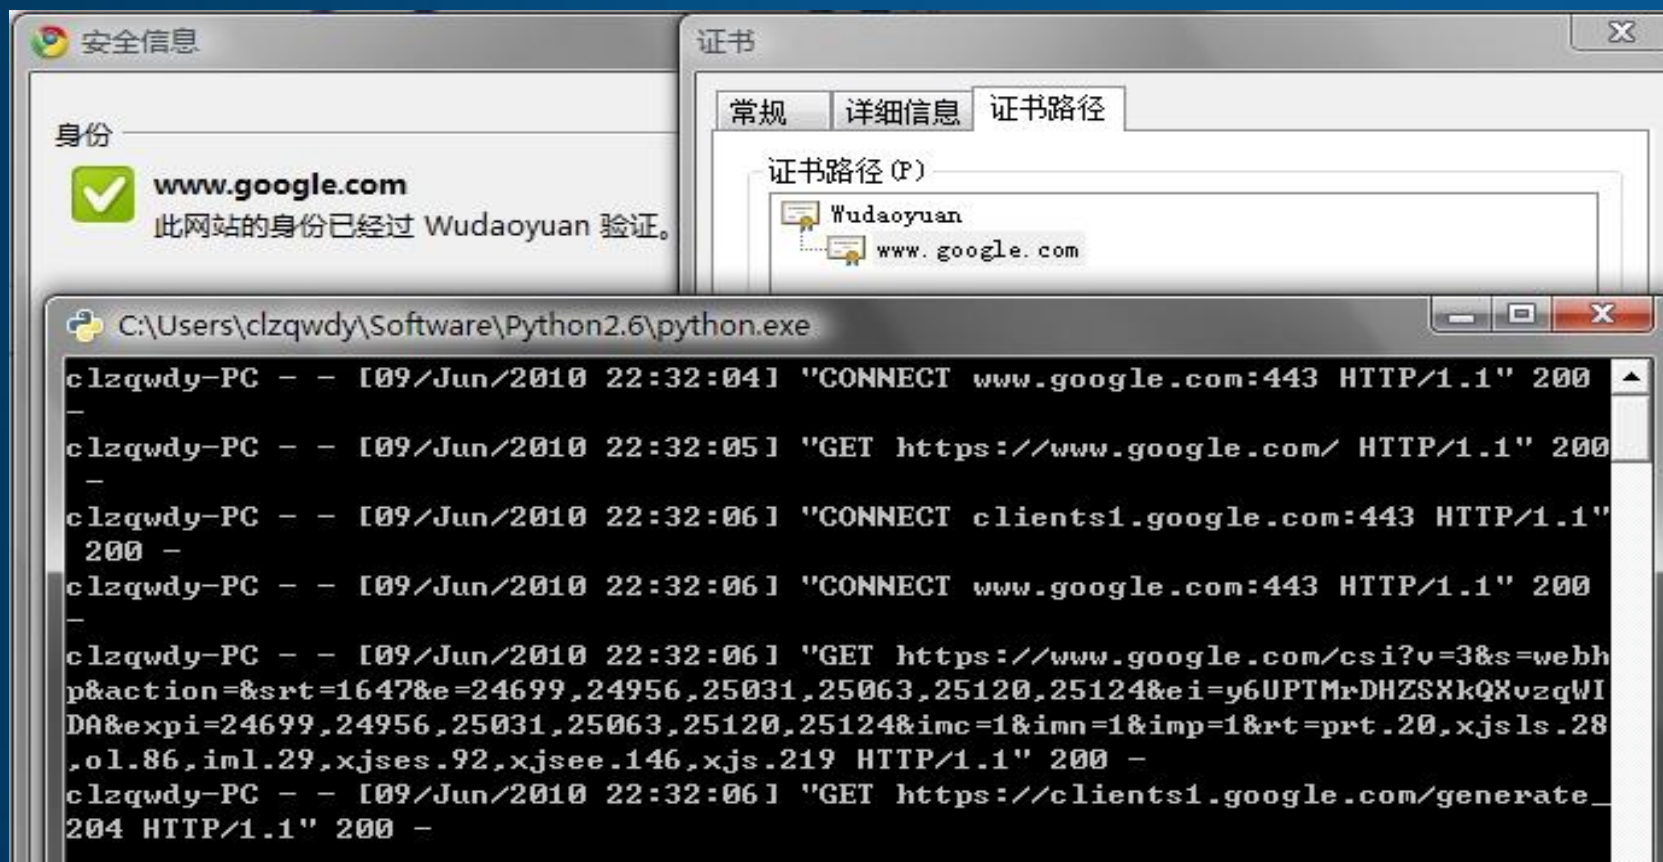 安全信息
身份
www.google.com
此网站的身份已经过 Wudaoyuan 验证。
证书
常规
详细信息
证书路径
证书路径(P)
Wudaoyuan
www.google.com
C:\Users\clzqwdy\Software\Python2.6\python.exe
clzqwdy-PC - - [09/Jun/2010 22:32:04] "CONNECT www.google.com:443 HTTP/1.1" 200
-
clzqwdy-PC - - [09/Jun/2010 22:32:05] "GET https://www.google.com/ HTTP/1.1" 200
-
clzqwdy-PC - - [09/Jun/2010 22:32:06] "CONNECT clients1.google.com:443 HTTP/1.1"
200 -
clzqwdy-PC - - [09/Jun/2010 22:32:06] "CONNECT www.google.com:443 HTTP/1.1" 200
-
clzqwdy-PC - - [09/Jun/2010 22:32:06] "GET https://www.google.com/csi?v=3&s=webh
p&action=&srt=1647&e=24699,24956,25031,25063,25120,25124&ei=y6UPTMrDHZSXkQXvzqWI
DA&expi=24699,24956,25031,25063,25120,25124&imc=1&imn=1&imp=1&rt=prt.20,xjsls.28
,ol.86,iml.29,xjses.92,xjsee.146,xjs.219 HTTP/1.1" 200 -
clzqwdy-PC - - [09/Jun/2010 22:32:06] "GET https://clients1.google.com/generate_
204 HTTP/1.1" 200 -